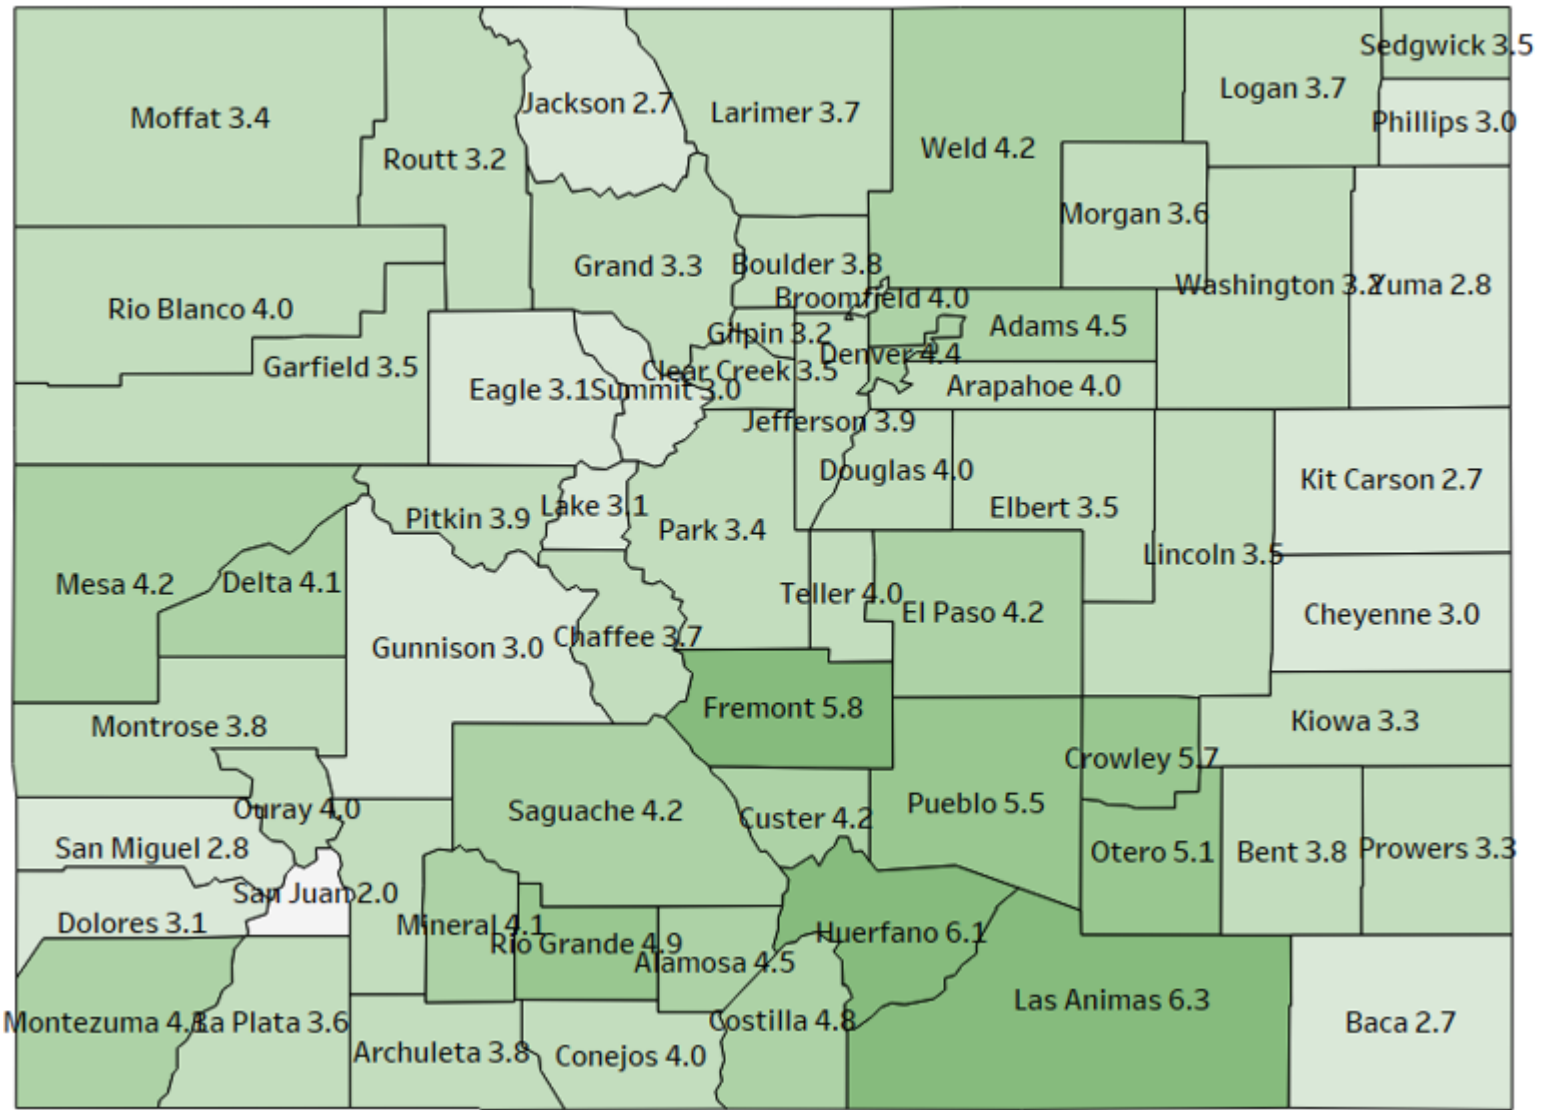 Sedgwick 3.5
Logan 3.7
Jackson 2.7
Larimer 3.7
Moffat 3.4
Phillips 3.0
Weld 4.2
Routt 3.2
Morgan 3.6
Grand 3.3
Boulder 3.8
Washington 3.2
Yuma 2.8
Broomfield 4.0
Rio Blanco 4.0
Adams 4.5
Gilpin 3.2
Denver 4.4
Garfield 3.5
Clear Creek 3.5
Eagle 3.1
Summit 3.0
Arapahoe 4.0
Jefferson 3.9
Douglas 4.0
Kit Carson 2.7
Lake 3.1
Elbert 3.5
Pitkin 3.9
Park 3.4
Lincoln 3.5
Mesa 4.2
Delta 4.1
Teller 4.0
El Paso 4.2
Cheyenne 3.0
Chaffee 3.7
Gunnison 3.0
Fremont 5.8
Kiowa 3.3
Montrose 3.8
Crowley 5.7
Pueblo 5.5
Ouray 4.0
Saguache 4.2
Custer 4.2
San Miguel 2.8
Otero 5.1
Bent 3.8
Prowers 3.3
San Juan 2.0
Dolores 3.1
Mineral 4.1
Huerfano 6.1
Rio Grande 4.9
Alamosa 4.5
Las Animas 6.3
Montezuma
La Plata 3.6
Costilla 4.8
Baca 2.7
Archuleta 3.8
Conejos 4.0